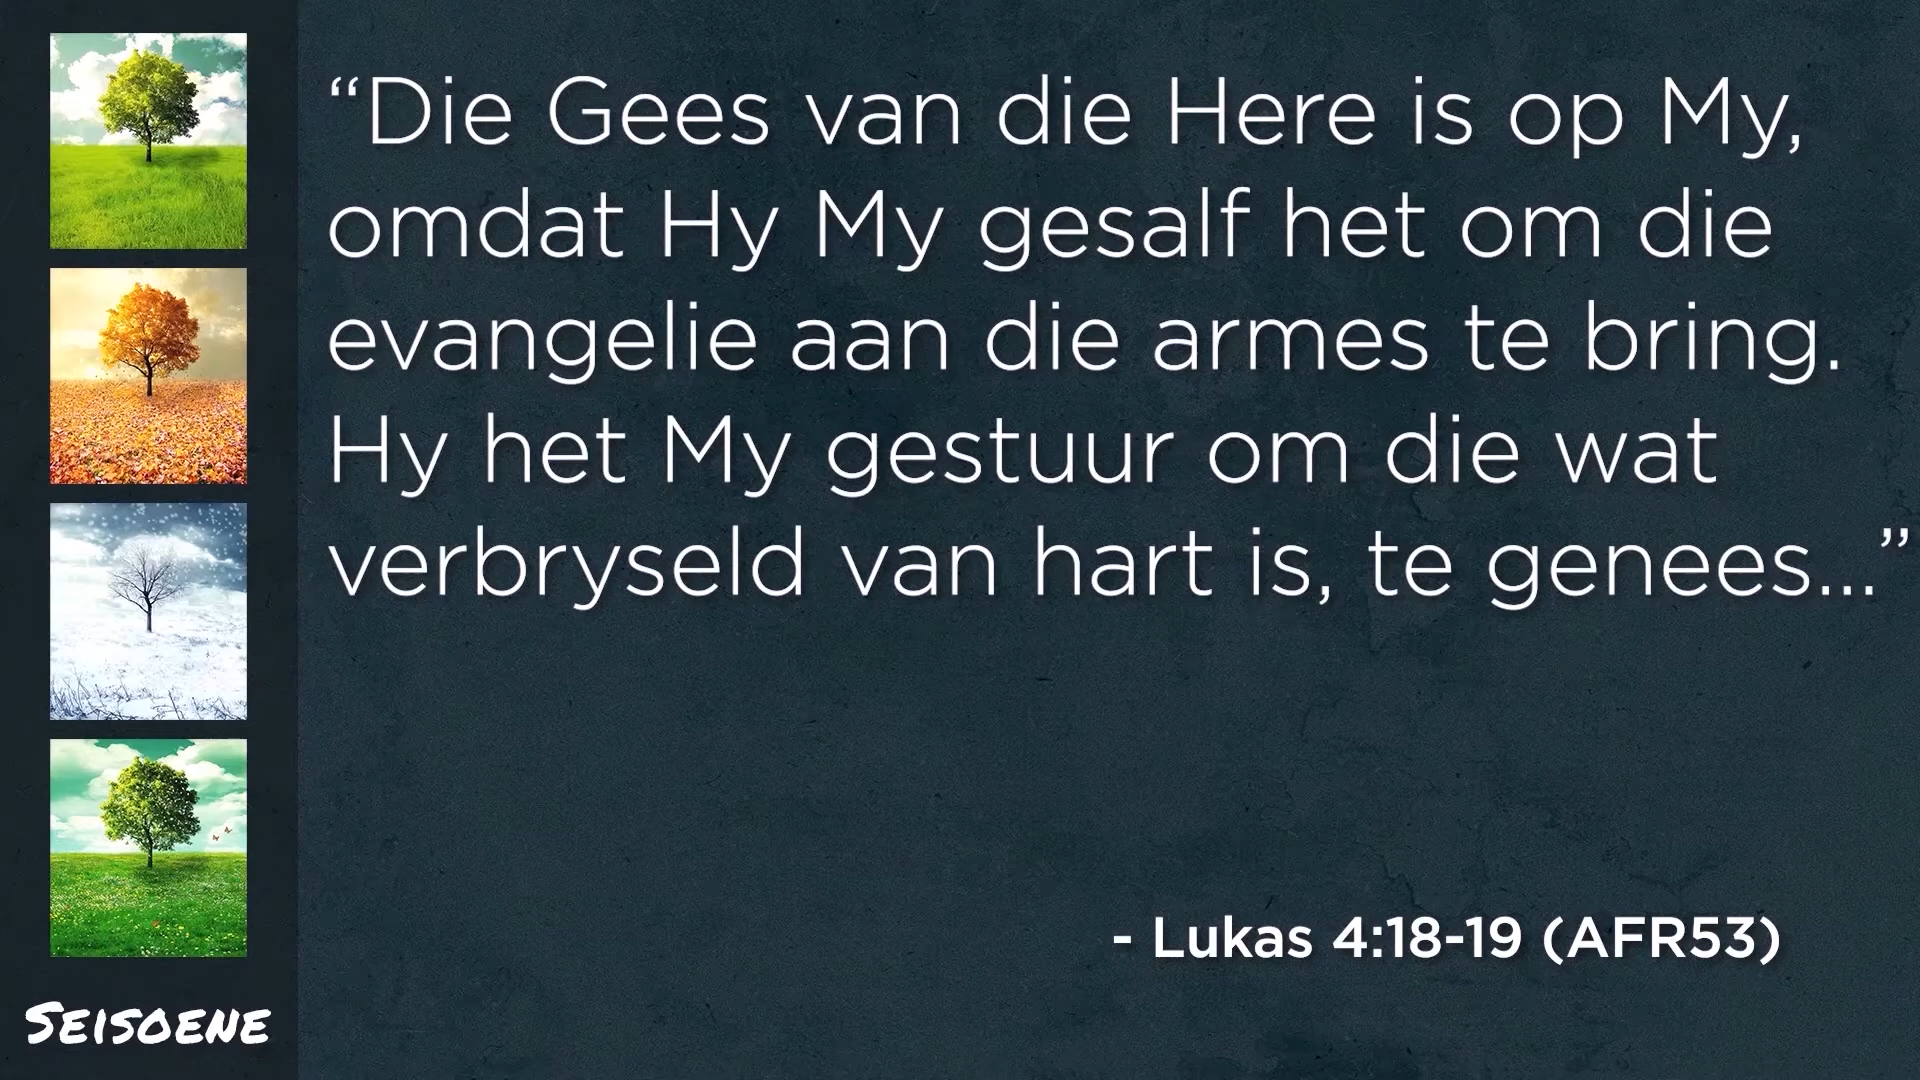 “Die Gees van die Here is op My,
omdat Hy My gesalf het om die
evangelie aan die armes te bring.
Hy het My gestuur om die wat
verbryseld van hart is, te genees...”
- Lukas 4:18-19 (AFR53)
SEISOENE